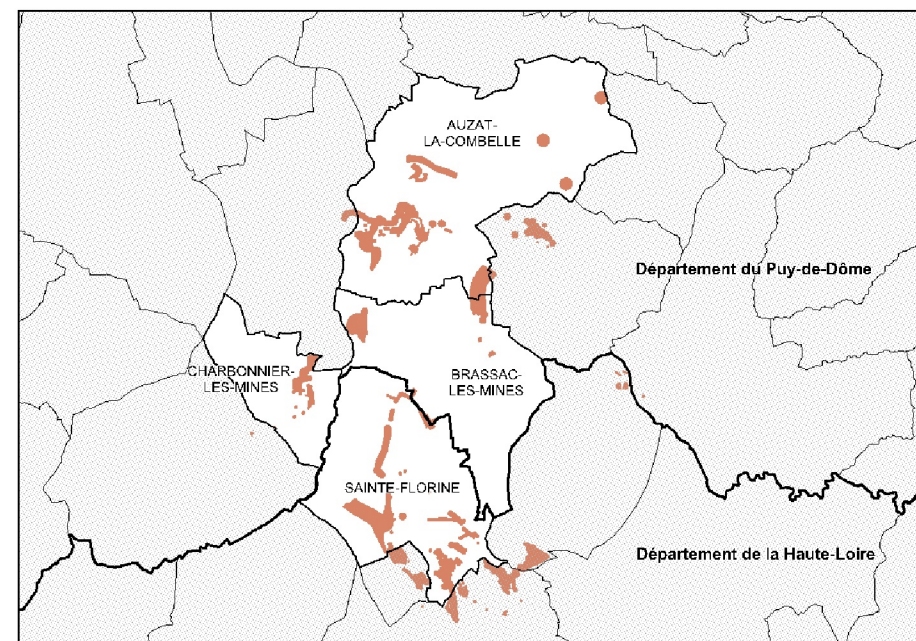 AUZAT-
LA-COMBELLE
Département du Puy-de-Dôme
CHARBONNIER-
LES-MINES
BRASSAC-
LES-MINES
SAINTE-FLORINE
Département de la Haute-Loire